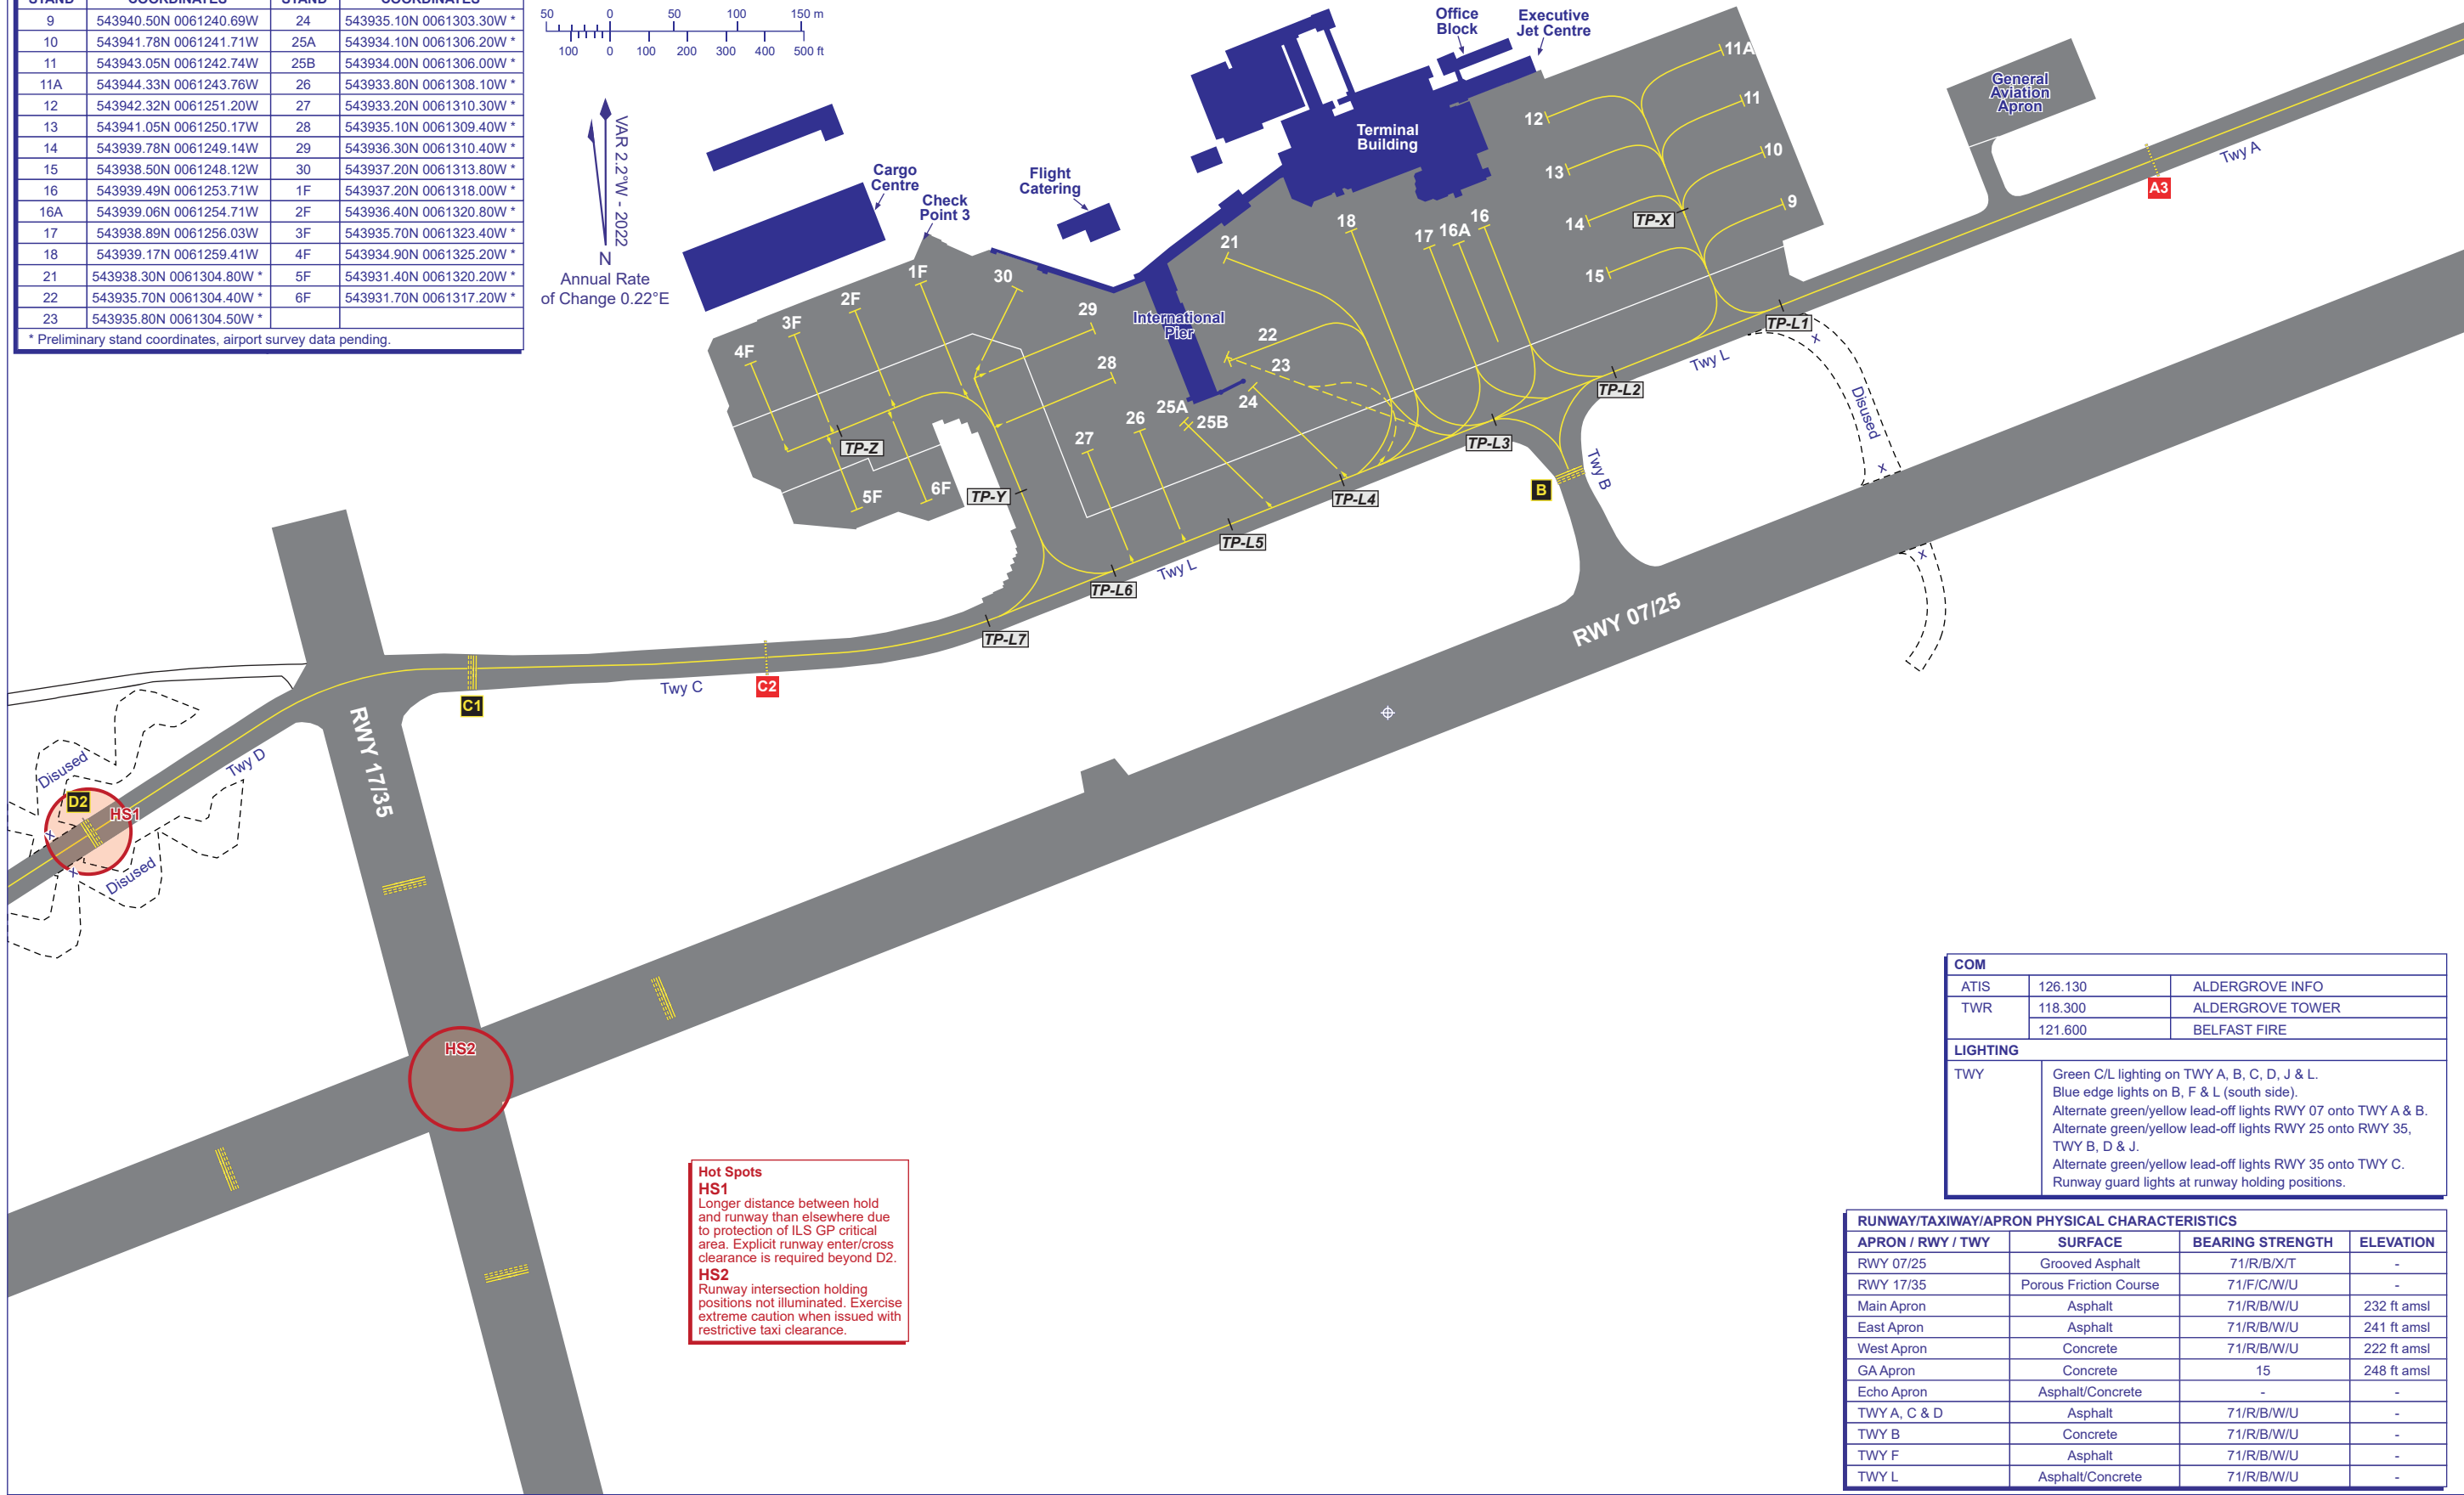 STAND COORDINATES STAND COORDINATES
9 543940.50N 0061240.69W 24 543935.10N 0061303.30W *
10 543941.78N 0061241.71W 25A 543934.10N 0061306.20W *
11 543943.05N 0061242.74W 25B 543934.00N 0061306.00W *
11A 543944.33N 0061243.76W 26 543933.80N 0061308.10W *
12 543942.32N 0061251.20W 27 543933.20N 0061310.30W *
13 543941.05N 0061250.17W 28 543935.10N 0061309.40W *
14 543939.78N 0061249.14W 29 543936.30N 0061310.40W *
15 543938.50N 0061248.12W 30 543937.20N 0061313.80W *
16 543939.49N 0061253.71W 1F 543937.20N 0061318.00W *
16A 543939.06N 0061254.71W 2F 543936.40N 0061320.80W *
17 543938.89N 0061256.03W 3F 543935.70N 0061323.40W *
18 543939.17N 0061259.41W 4F 543934.90N 0061325.20W *
21 543938.30N 0061304.80W * 5F 543931.40N 0061320.20W *
22 543935.70N 0061304.40W * 6F 543931.70N 0061317.20W *
23 543935.80N 0061304.50W *
* Preliminary stand coordinates, airport survey data pending.
50 0 50 100 150 m
100 0 100 200 300 400 500 ft
VAR 2.2°W - 2022
N
Annual Rate
of Change 0.22°E
Cargo
Centre
Check
Point 3
Flight
Catering
Terminal
Building
Office
Block
Executive
Jet Centre
International
Pier
General
Aviation
Apron
11A
11
10
9
12
13
14
15
TP-X
16
16A
17
18
21
22
23
24
25A
25B
26
27
28
29
30
1F
2F
3F
4F
5F
6F
TP-Z
TP-Y
TP-L1
TP-L2
TP-L3
TP-L4
TP-L5
TP-L6
TP-L7
Twy A
A3
Twy L
Twy B
B
Twy L
Disused
x
x
x
RWY 07/25
Twy C
C1
C2
RWY 17/35
Twy D
D2
HS1
Disused
Disused
x
x
HS2
Hot Spots
HS1
Longer distance between hold
and runway than elsewhere due
to protection of ILS GP critical
area. Explicit runway enter/cross
clearance is required beyond D2.
HS2
Runway intersection holding
positions not illuminated. Exercise
extreme caution when issued with
restrictive taxi clearance.
COM
ATIS 126.130 ALDERGROVE INFO
TWR 118.300 ALDERGROVE TOWER
121.600 BELFAST FIRE
LIGHTING
TWY Green C/L lighting on TWY A, B, C, D, J & L.
Blue edge lights on B, F & L (south side).
Alternate green/yellow lead-off lights RWY 07 onto TWY A & B.
Alternate green/yellow lead-off lights RWY 25 onto RWY 35,
TWY B, D & J.
Alternate green/yellow lead-off lights RWY 35 onto TWY C.
Runway guard lights at runway holding positions.
RUNWAY/TAXIWAY/APRON PHYSICAL CHARACTERISTICS
APRON / RWY / TWY SURFACE BEARING STRENGTH ELEVATION
RWY 07/25 Grooved Asphalt 71/R/B/X/T -
RWY 17/35 Porous Friction Course 71/F/C/W/U -
Main Apron Asphalt 71/R/B/W/U 232 ft amsl
East Apron Asphalt 71/R/B/W/U 241 ft amsl
West Apron Concrete 71/R/B/W/U 222 ft amsl
GA Apron Concrete 15 248 ft amsl
Echo Apron Asphalt/Concrete - -
TWY A, C & D Asphalt 71/R/B/W/U -
TWY B Concrete 71/R/B/W/U -
TWY F Asphalt 71/R/B/W/U -
TWY L Asphalt/Concrete 71/R/B/W/U -